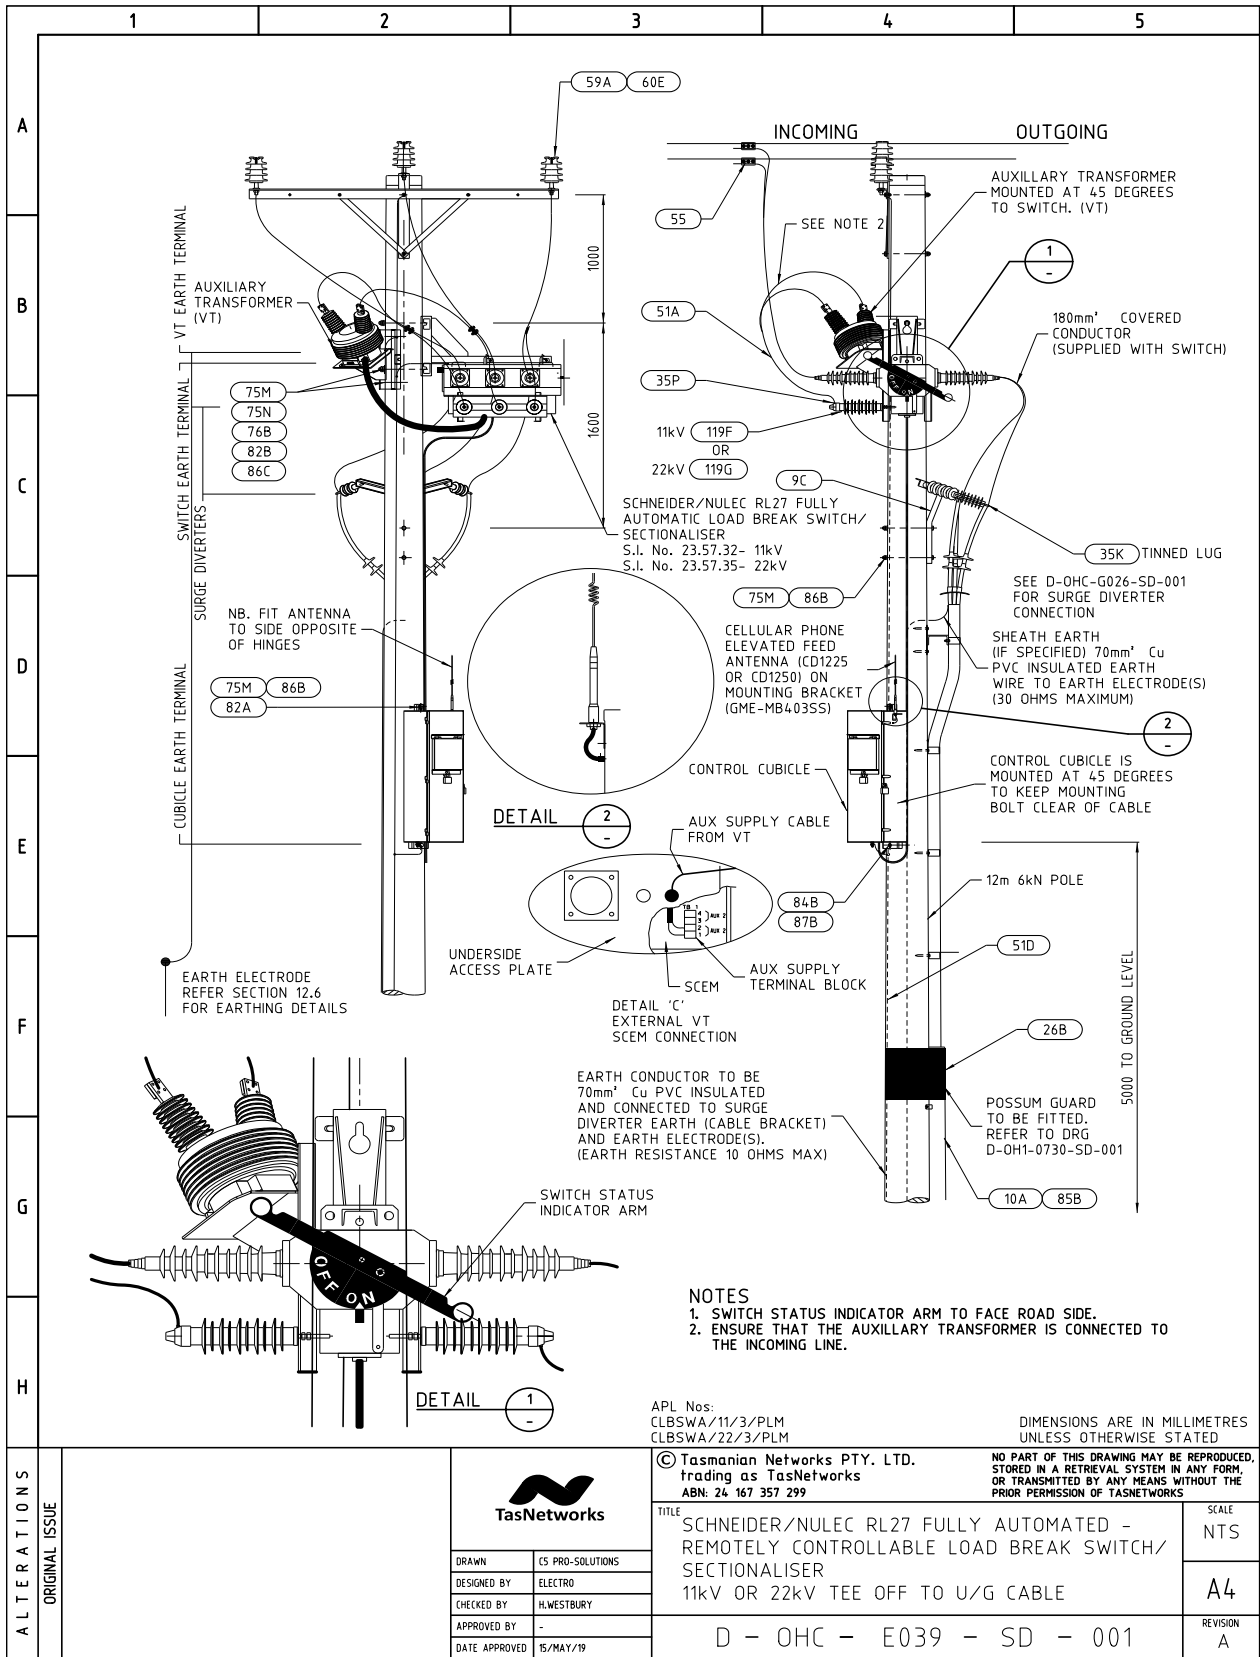 1 2 3 4 5
A
B
C
D
E
F
G
H
59A 60E
INCOMING OUTGOING
AUXILLARY TRANSFORMER
MOUNTED AT 45 DEGREES
TO SWITCH. (VT)
55
SEE NOTE 2
1
-
VT EARTH TERMINAL
AUXILIARY
TRANSFORMER
(VT)
1000
51A
180mm² COVERED
CONDUCTOR
(SUPPLIED WITH SWITCH)
SWITCH EARTH TERMINAL
75M
75N
76B
82B
86C
1600
35P
11kV 119F
OR
22kV 119G
9C
SURGE DIVERTERS
SCHNEIDER/NULEC RL27 FULLY
AUTOMATIC LOAD BREAK SWITCH/
SECTIONALISER
S.I. No. 23.57.32- 11kV
S.I. No. 23.57.35- 22kV
35K TINNED LUG
75M 86B
SEE D-OHC-G026-SD-001
FOR SURGE DIVERTER
CONNECTION
NB. FIT ANTENNA
TO SIDE OPPOSITE
OF HINGES
CELLULAR PHONE
ELEVATED FEED
ANTENNA (CD1225
OR CD1250) ON
MOUNTING BRACKET
(GME-MB403SS)
SHEATH EARTH
(IF SPECIFIED) 70mm² Cu
PVC INSULATED EARTH
WIRE TO EARTH ELECTRODE(S)
(30 OHMS MAXIMUM)
75M 86B
82A
2
-
CUBICLE EARTH TERMINAL
CONTROL CUBICLE
CONTROL CUBICLE IS
MOUNTED AT 45 DEGREES
TO KEEP MOUNTING
BOLT CLEAR OF CABLE
DETAIL 2
-
AUX SUPPLY CABLE
FROM VT
12m 6kN POLE
84B
87B
TB 1
4
3
2
1
AUX 2
AUX 2
51D
UNDERSIDE
ACCESS PLATE
SCEM
AUX SUPPLY
TERMINAL BLOCK
EARTH ELECTRODE
REFER SECTION 12.6
FOR EARTHING DETAILS
DETAIL 'C'
EXTERNAL VT
SCEM CONNECTION
26B
5000 TO GROUND LEVEL
EARTH CONDUCTOR TO BE
70mm² Cu PVC INSULATED
AND CONNECTED TO SURGE
DIVERTER EARTH (CABLE BRACKET)
AND EARTH ELECTRODE(S).
(EARTH RESISTANCE 10 OHMS MAX)
POSSUM GUARD
TO BE FITTED.
REFER TO DRG
D-OH1-0730-SD-001
10A 85B
SWITCH STATUS
INDICATOR ARM
OFF ON
DETAIL 1
-
NOTES
1. SWITCH STATUS INDICATOR ARM TO FACE ROAD SIDE.
2. ENSURE THAT THE AUXILLARY TRANSFORMER IS CONNECTED TO
THE INCOMING LINE.
APL Nos:
CLBSWA/11/3/PLM
CLBSWA/22/3/PLM
DIMENSIONS ARE IN MILLIMETRES
UNLESS OTHERWISE STATED
ALTERATIONS
ORIGINAL ISSUE
TasNetworks
DRAWN C5 PRO-SOLUTIONS
DESIGNED BY ELECTRO
CHECKED BY H.WESTBURY
APPROVED BY -
DATE APPROVED 15/MAY/19
© Tasmanian Networks PTY. LTD.
trading as TasNetworks
ABN: 24 167 357 299
NO PART OF THIS DRAWING MAY BE REPRODUCED,
STORED IN A RETRIEVAL SYSTEM IN ANY FORM,
OR TRANSMITTED BY ANY MEANS WITHOUT THE
PRIOR PERMISSION OF TASNETWORKS
TITLE
SCHNEIDER/NULEC RL27 FULLY AUTOMATED -
REMOTELY CONTROLLABLE LOAD BREAK SWITCH/
SECTIONALISER
11kV OR 22kV TEE OFF TO U/G CABLE
SCALE
NTS
A4
D - OHC - E039 - SD - 001
REVISION
A